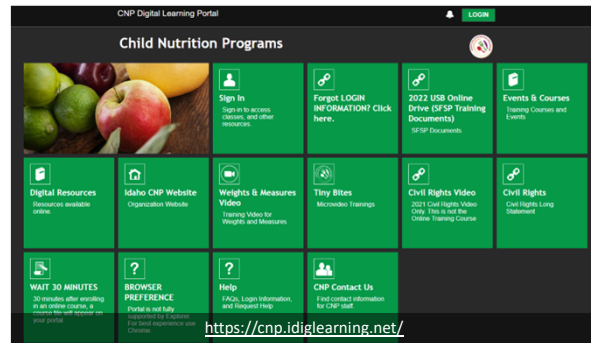 CNP Digital Learning Portal
LOGIN
Child Nutrition Programs
Sign In
Sign-in to access
classes, and other
resources.
Forgot LOGIN
INFORMATION? Click
here.
2022 USB Online
Drive (SFSP Training
Documents)
SFSP Documents
Events & Courses
Training Courses and
Events
Digital Resources
Resources available
online.
Idaho CNP Website
Organization Website
Weights & Measures
Video
Training Video for
Weights and Measures
Tiny Bites
Microvideo Trainings
Civil Rights Video
2021 Civil Rights Video
Only. This is not the
Online Training Course
Civil Rights
Civil Rights Long
Statement
WAIT 30 MINUTES
30 minutes after enrolling
in an online course, a
course tile will appear on
your portal
?
BROWSER
PREFERENCE
Portal is not fully
supported by Explorer.
For best experience use
Chrome.
?
Help
FAQs, Login Information,
and Request Help
CNP Contact Us
Find contact information
for CNP staff.
https://cnp.idiglearning.net/